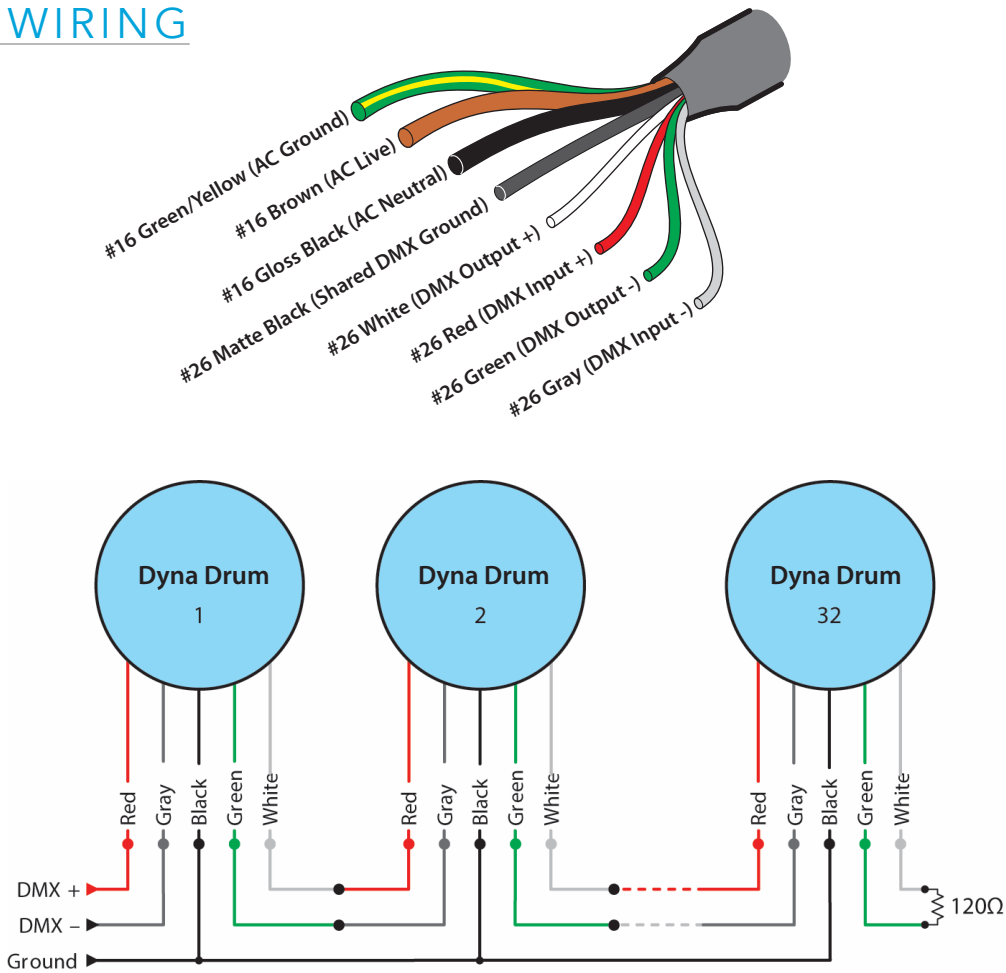 WIRING
#16 Green/Yellow (AC Ground)
#16 Brown (AC Live)
#16 Gloss Black (AC Neutral)
#26 Matte Black (Shared DMX Ground)
#26 White (DMX Output +)
#26 Red (DMX Input +)
#26 Green (DMX Output -)
#26 Gray (DMX Input -)
Dyna Drum
1
Dyna Drum
2
Dyna Drum
32
Red
Gray
Black
Green
White
Red
Gray
Black
Green
White
Red
Gray
Black
Green
White
DMX +
DMX –
Ground
120Ω